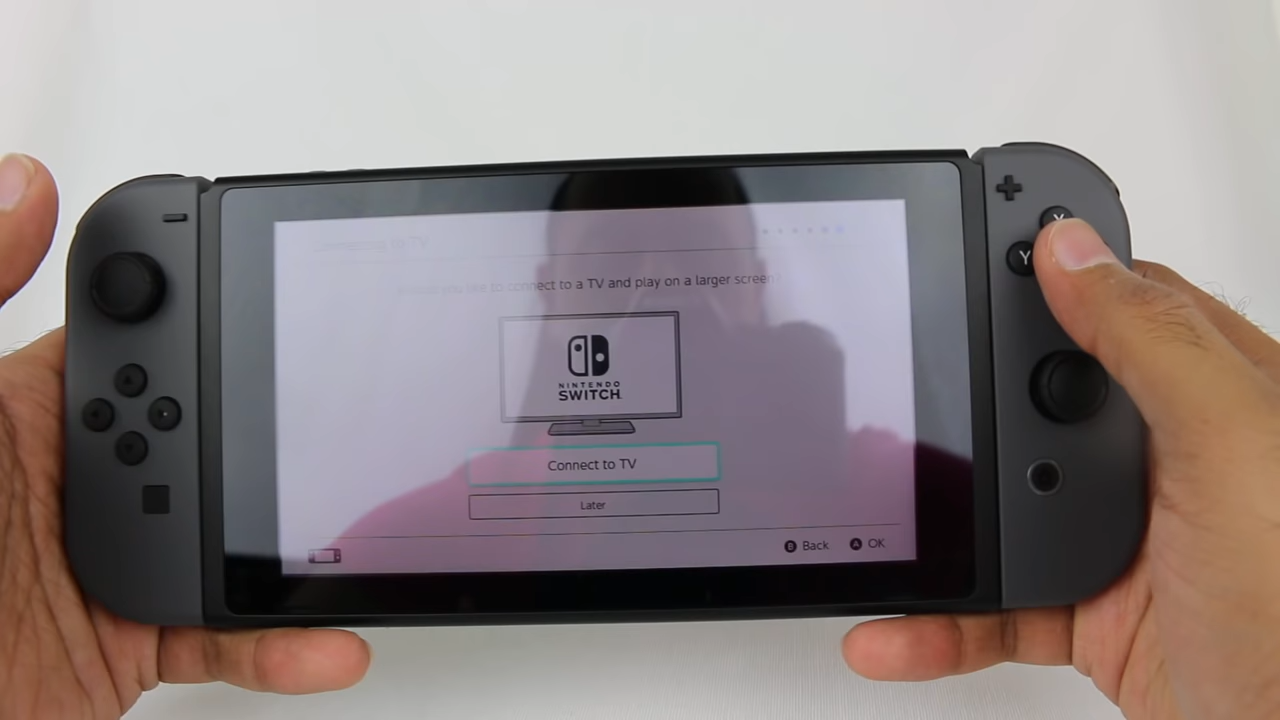 Connecting to TV
Would you like to connect to a TV and play on a larger screen?
NINTENDO
SWITCH
Connect to TV
Later
B Back A OK
X
Y